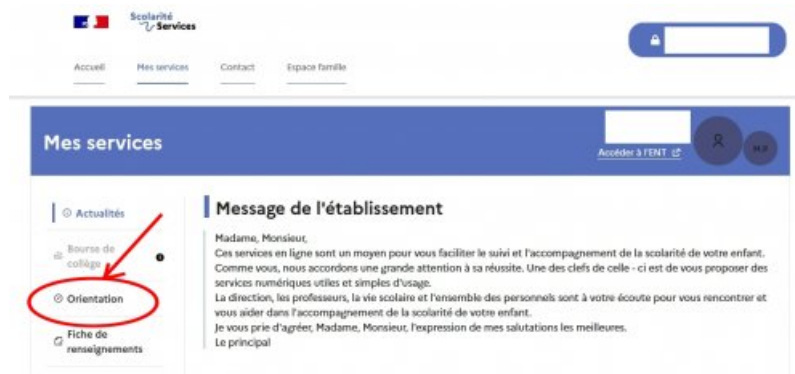 Scolarité
Services
Accueil Mes services Contact Espace famille
Mes services
Accéder à l'ENT
Actualités
Bourse de
collège
Orientation
Fiche de
renseignements
Message de l'établissement
Madame, Monsieur,
Ces services en ligne sont un moyen pour vous faciliter le suivi et l'accompagnement de la scolarité de votre enfant.
Comme vous, nous accordons une grande attention à sa réussite. Une des clefs de celle - ci est de vous proposer des
services numériques utiles et simples d'usage.
La direction, les professeurs, la vie scolaire et l'ensemble des personnels sont à votre écoute pour vous rencontrer et
vous aider dans l'accompagnement de la scolarité de votre enfant.
Je vous prie d'agréer, Madame, Monsieur, l'expression de mes salutations les meilleures.
Le principal